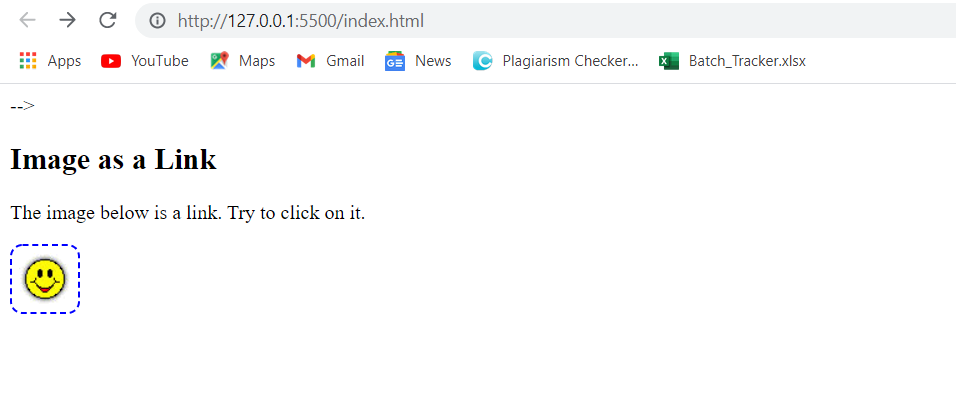 http://127.0.0.1:5500/index.html
Apps YouTube Maps Gmail News Plagiarism Checker... Batch_Tracker.xlsx
-->
Image as a Link
The image below is a link. Try to click on it.